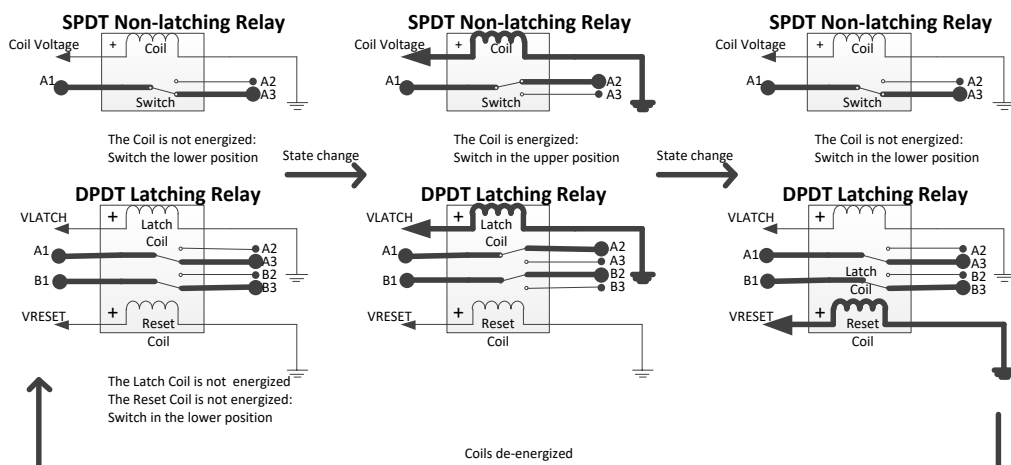 SPDT Non-latching Relay
Coil Voltage
+
Coil
A1
A2
A3
Switch
The Coil is not energized:
Switch the lower position
State change
SPDT Non-latching Relay
Coil Voltage
+
Coil
A1
A2
A3
Switch
The Coil is energized:
Switch in the upper position
State change
SPDT Non-latching Relay
Coil Voltage
+
Coil
A1
A2
A3
Switch
The Coil is not energized:
Switch in the lower position
DPDT Latching Relay
VLATCH
+
Latch
Coil
A1
A2
A3
B1
B2
B3
VRESET
+
Reset
Coil
The Latch Coil is not energized
The Reset Coil is not energized:
Switch in the lower position
DPDT Latching Relay
VLATCH
+
Latch
Coil
A1
A2
A3
B1
B2
B3
VRESET
+
Reset
Coil
DPDT Latching Relay
VLATCH
+
A1
A2
A3
Latch
Coil
B1
B2
B3
VRESET
+
Reset
Coil
Coils de-energized